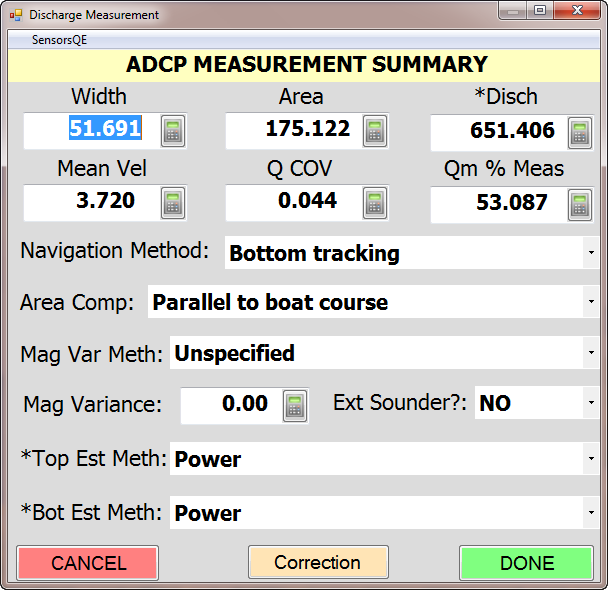 Discharge Measurement
SensorsQE
ADCP MEASUREMENT SUMMARY
Width Area *Disch
51.691 175.122 651.406
Mean Vel Q COV Qm % Meas
3.720 0.044 53.087
Navigation Method: Bottom tracking
Area Comp: Parallel to boat course
Mag Var Meth: Unspecified
Mag Variance: 0.00 Ext Sounder?: NO
*Top Est Meth: Power
*Bot Est Meth: Power
CANCEL Correction DONE